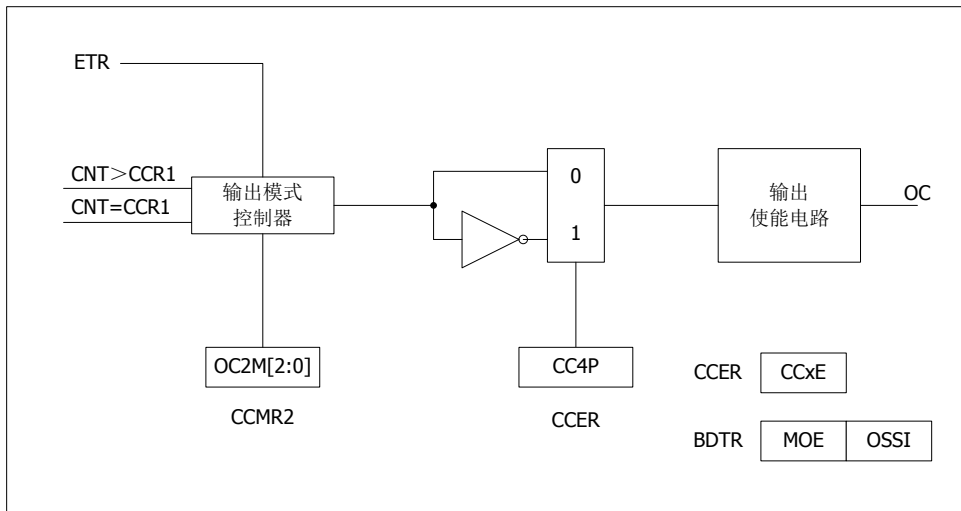 ETR
CNT＞CCR1
CNT=CCR1
输出模式
控制器
0
1
输出
使能电路
OC
OC2M[2:0]
CCMR2
CC4P
CCER
CCER
CCxE
BDTR
MOE
OSSI